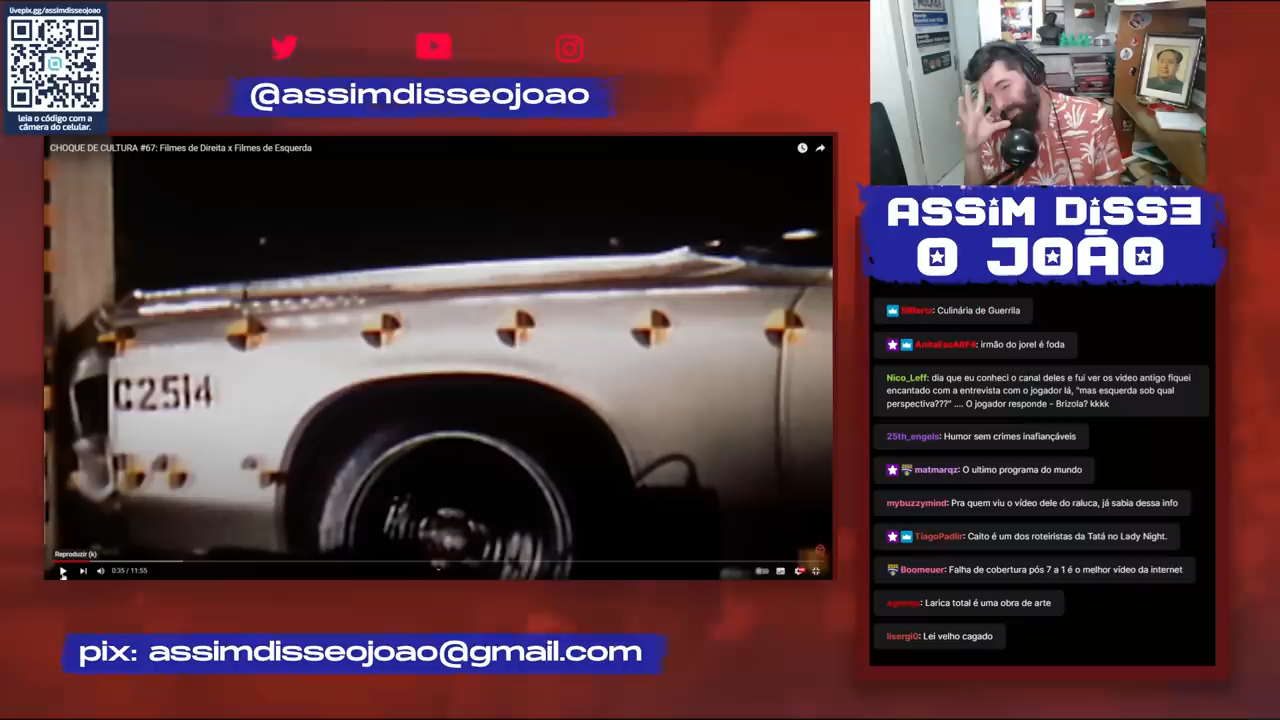 livepix.gg/assimdisseojoao
leia o código com a
câmera do celular.
@assimdisseojoao
CHOQUE DE CULTURA #67: Filmes de Direita x Filmes de Esquerda
C2514
Reproduzir (k)
0:35 / 11:55
pix: assimdisseojoao@gmail.com
ASSIM DISSE
O JOÃO
Culinária de Guerrila
AnitaEscARF4: irmão do jorel é foda
Nico_Leff: dia que eu conheci o canal deles e fui ver os video antigo fiquei
encantado com a entrevista com o jogador lá, "mas esquerda sob qual
perspectiva???" .... O jogador responde - Brizola? kkkk
25th_engels: Humor sem crimes inafiançáveis
matmarqz: O ultimo programa do mundo
mybuzzymind: Pra quem viu o vídeo dele do raluca, já sabia dessa info
TiagoPadlir: Caito é um dos roteiristas da Tatá no Lady Night.
Boomeuer: Falha de cobertura pós 7 a 1 é o melhor vídeo da internet
Larica total é uma obra de arte
lisergi0: Lei velho cagado